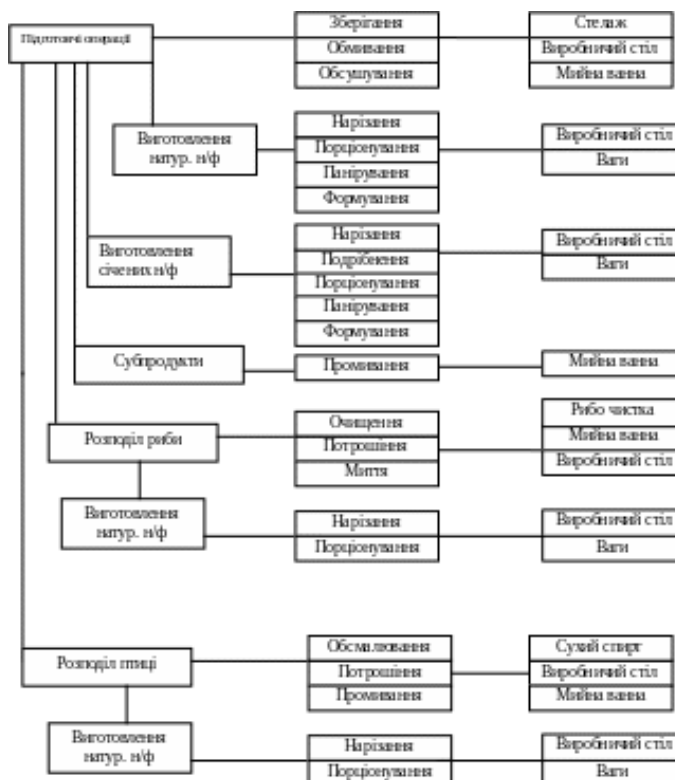 Підготовчі операції
Зберігання
Обмивання
Обсушування
Стелаж
Виробничий стіл
Мийна ванна
Виготовлення
натур. н/ф
Нарізання
Порціонування
Панірування
Формування
Виробничий стіл
Ваги
Виготовлення
січених н/ф
Нарізання
Подрібнення
Порціонування
Панірування
Формування
Виробничий стіл
Ваги
Субпродукти
Промивання
Мийна ванна
Розподіл риби
Очищення
Потрошіння
Миття
Рибо чистка
Мийна ванна
Виробничий стіл
Виготовлення
натур. н/ф
Нарізання
Порціонування
Виробничий стіл
Ваги
Розподіл птиці
Обсмалювання
Потрошіння
Промивання
Сухий спирт
Виробничий стіл
Мийна ванна
Виготовлення
натур. н/ф
Нарізання
Порціонування
Виробничий стіл
Ваги